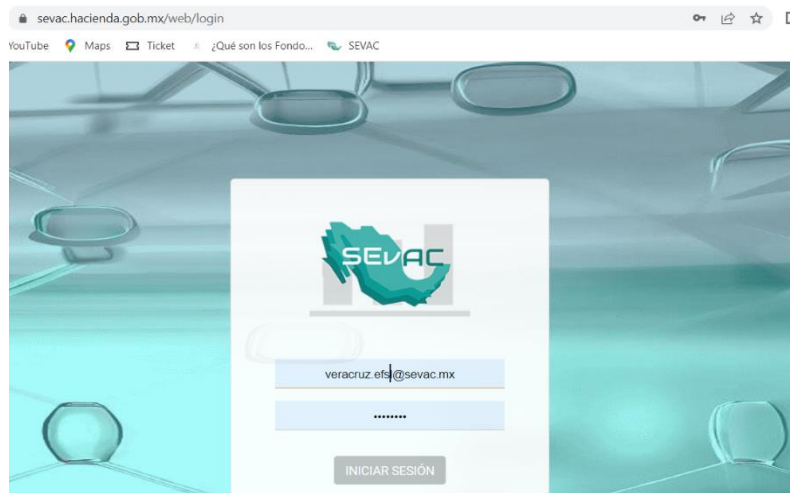 sevac.hacienda.gob.mx/web/login
YouTube Maps Ticket ¿Qué son los Fondo... SEVAC
SEVAC
veracruz.efsl@sevac.mx
••••••••
INICIAR SESIÓN